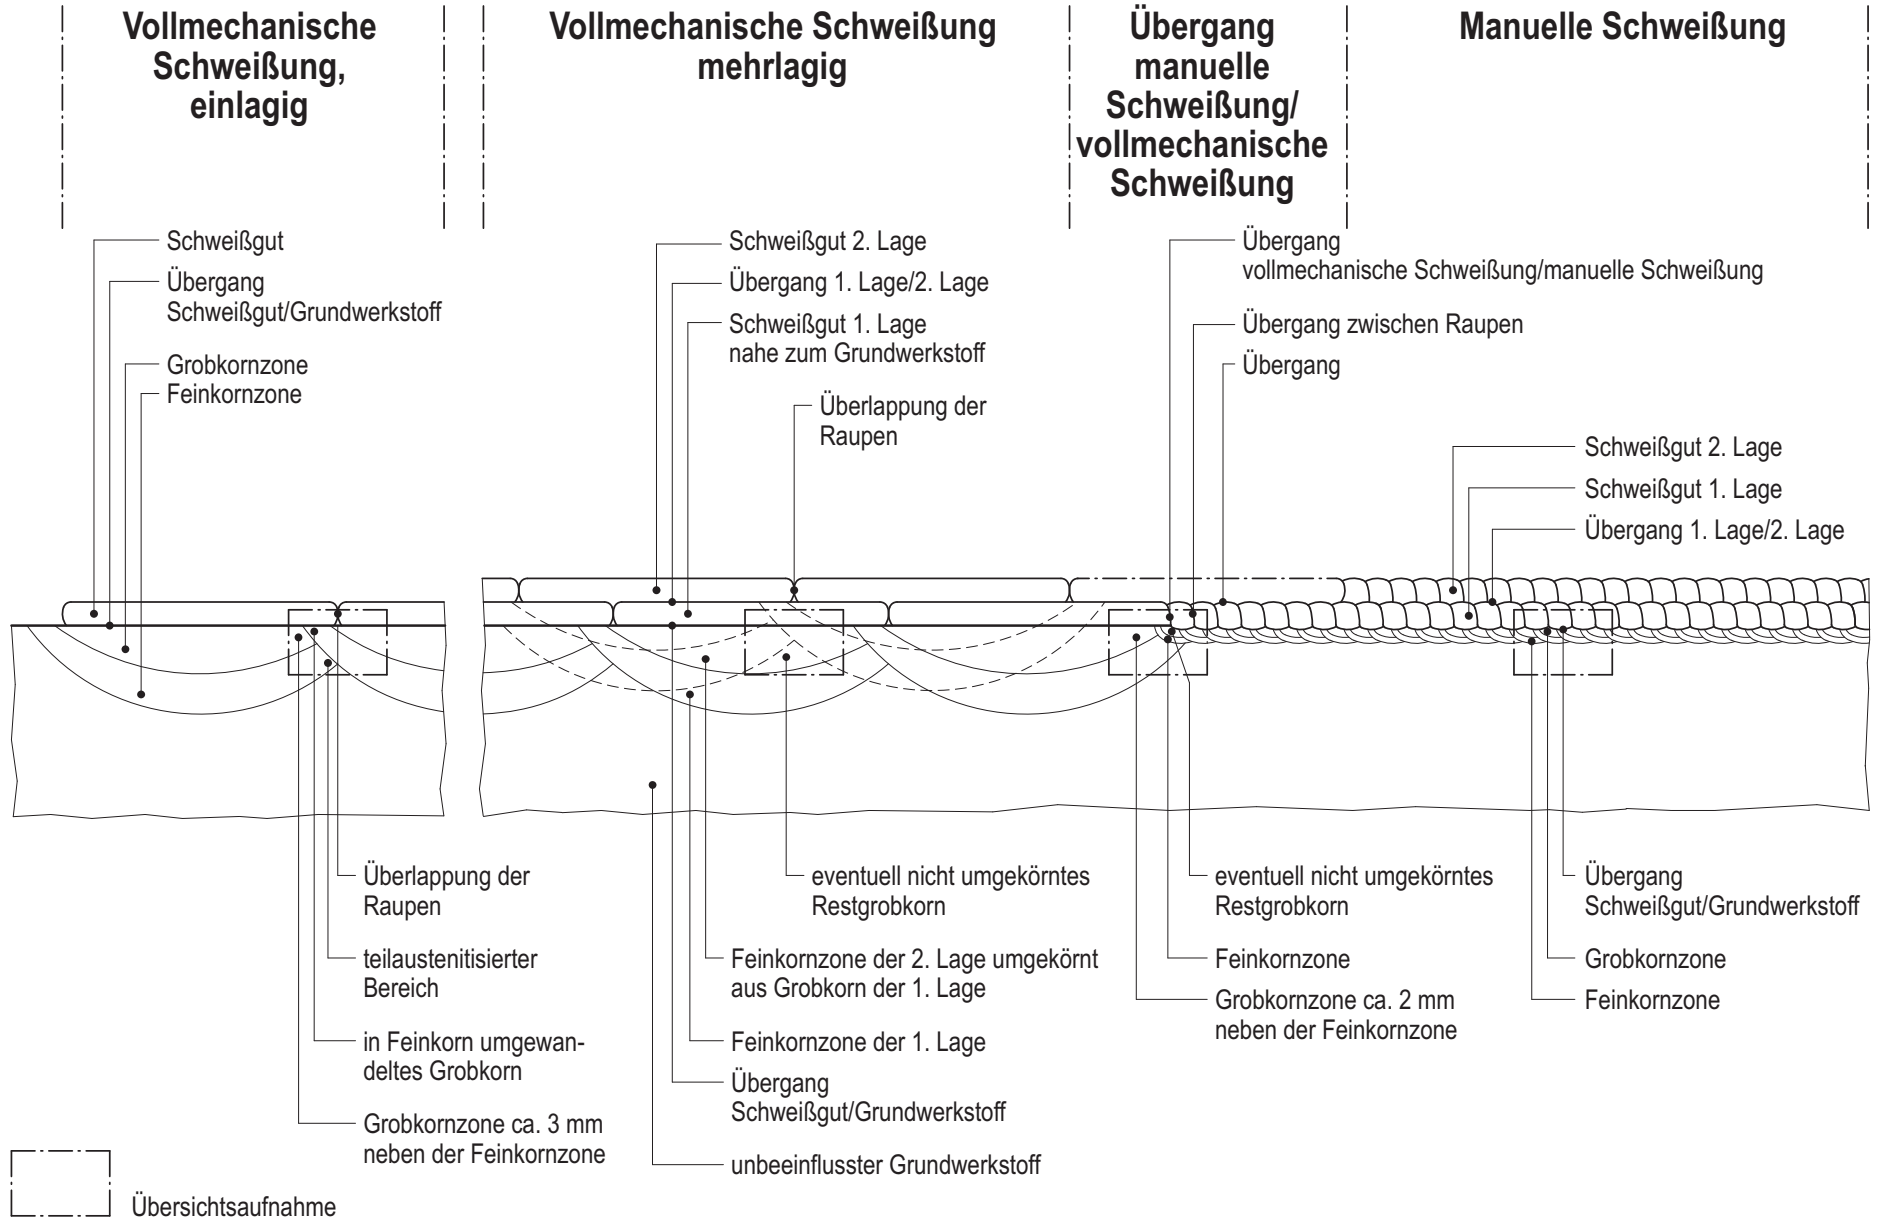 Vollmechanische
Schweißung,
einlagig
Vollmechanische Schweißung
mehrlagig
Übergang
manuelle
Schweißung/
vollmechanische
Schweißung
Manuelle Schweißung
Schweißgut
Übergang
Schweißgut/Grundwerkstoff
Grobkornzone
Feinkornzone
Schweißgut 2. Lage
Übergang 1. Lage/2. Lage
Schweißgut 1. Lage
nahe zum Grundwerkstoff
Überlappung der
Raupen
Übergang
vollmechanische Schweißung/manuelle Schweißung
Übergang zwischen Raupen
Übergang
Schweißgut 2. Lage
Schweißgut 1. Lage
Übergang 1. Lage/2. Lage
Überlappung der
Raupen
teilaustenitisierter
Bereich
in Feinkorn umgewan-
deltes Grobkorn
Grobkornzone ca. 3 mm
neben der Feinkornzone
eventuell nicht umgekörntes
Restgrobkorn
Feinkornzone der 2. Lage umgekörnt
aus Grobkorn der 1. Lage
Feinkornzone der 1. Lage
Übergang
Schweißgut/Grundwerkstoff
unbeeinflusster Grundwerkstoff
eventuell nicht umgekörntes
Restgrobkorn
Feinkornzone
Grobkornzone ca. 2 mm
neben der Feinkornzone
Übergang
Schweißgut/Grundwerkstoff
Grobkornzone
Feinkornzone
Übersichtsaufnahme